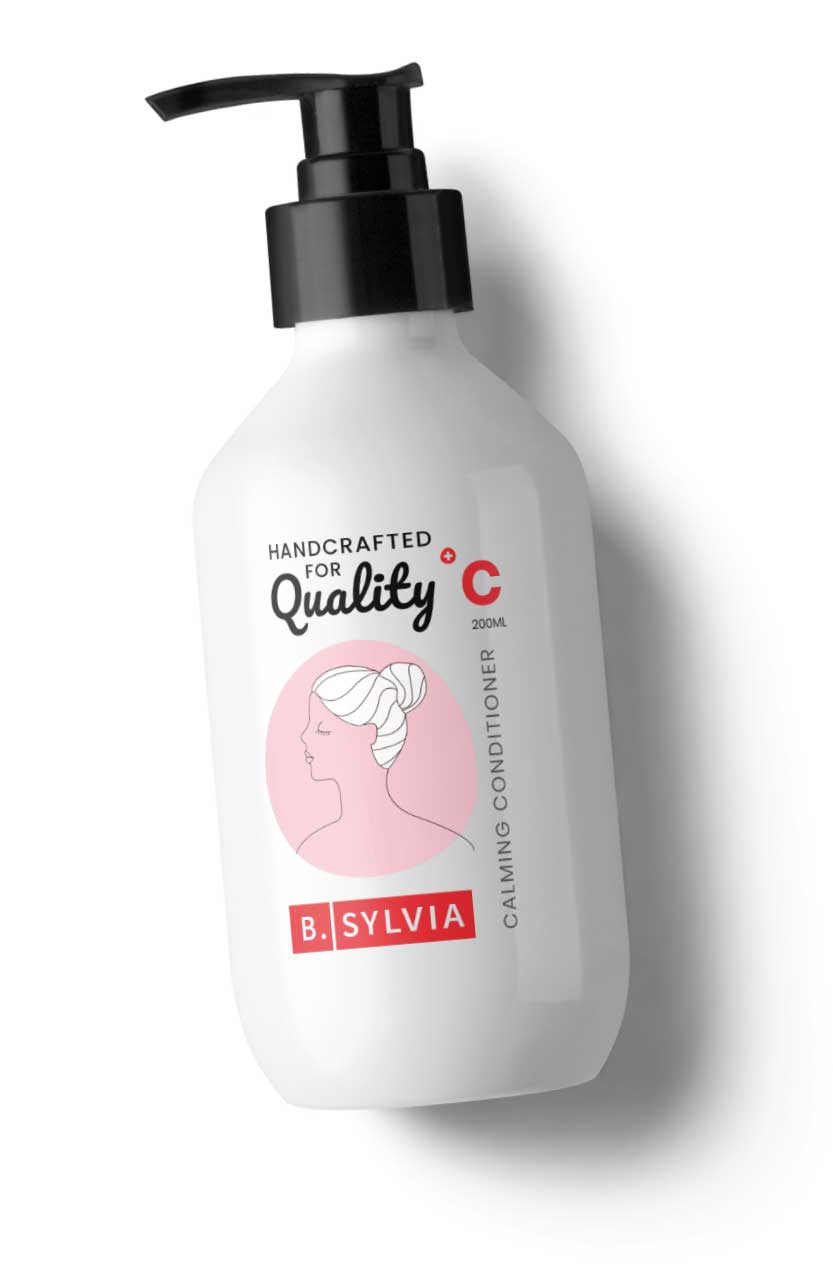 HANDCRAFTED
FOR
Quality
C
200ML
CALMING CONDITIONER
B. SYLVIA